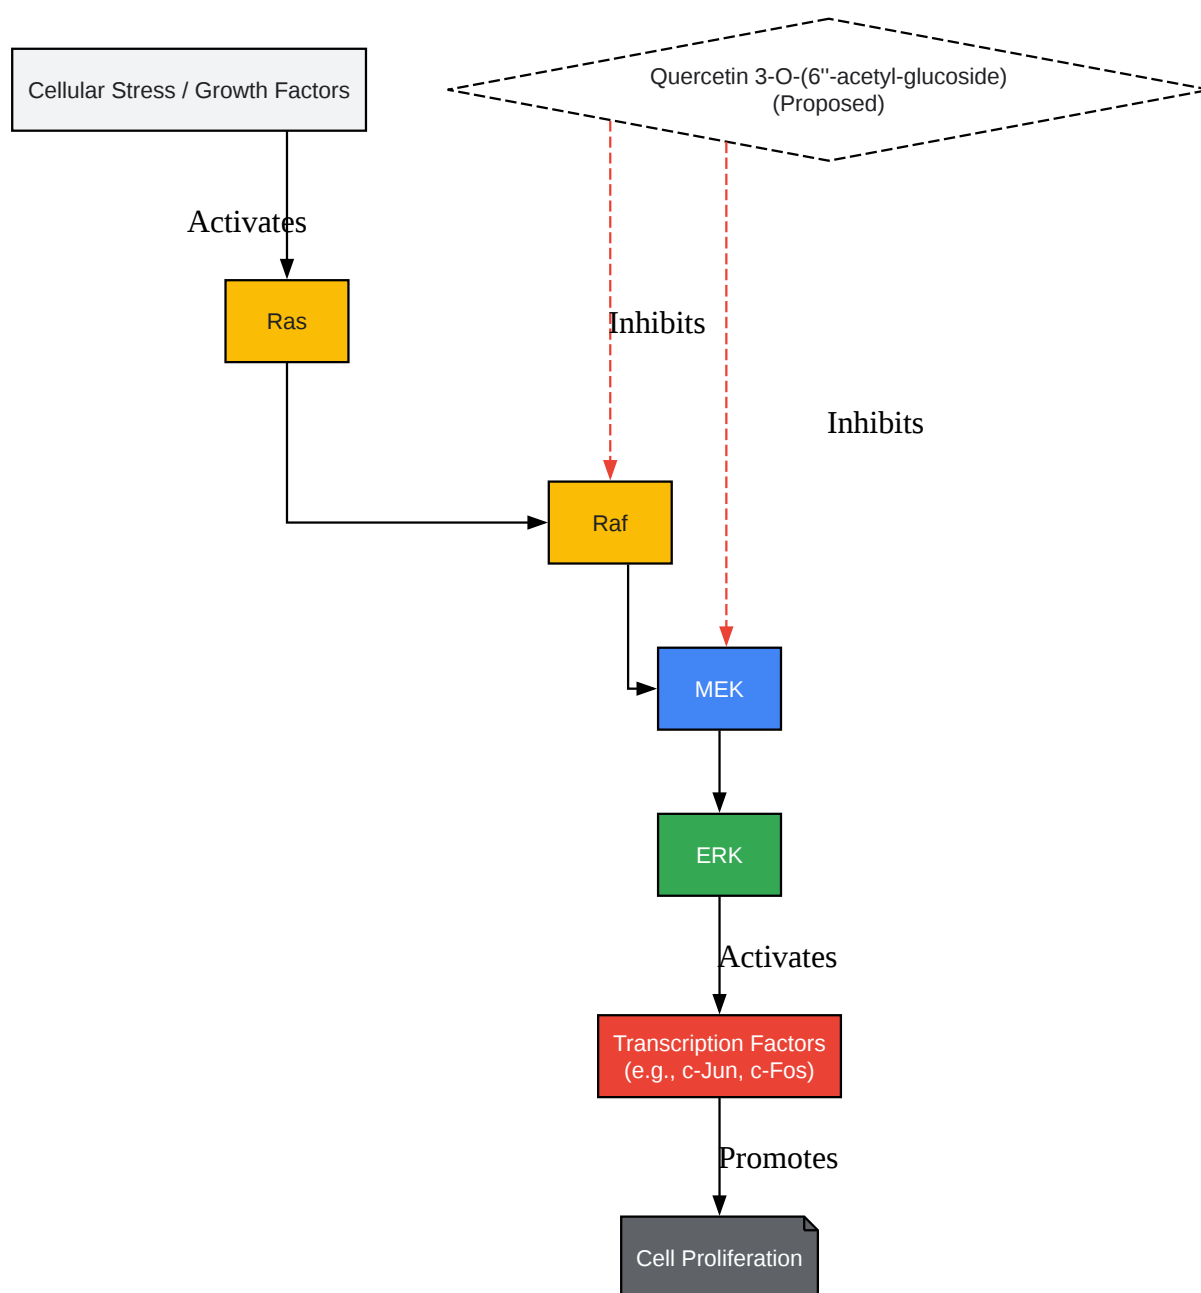 Cellular Stress / Growth Factors
Quercetin 3-O-(6''-acetyl-glucoside)
(Proposed)
Activates
Ras
Inhibits
Inhibits
Raf
MEK
ERK
Activates
Transcription Factors
(e.g., c-Jun, c-Fos)
Promotes
Cell Proliferation